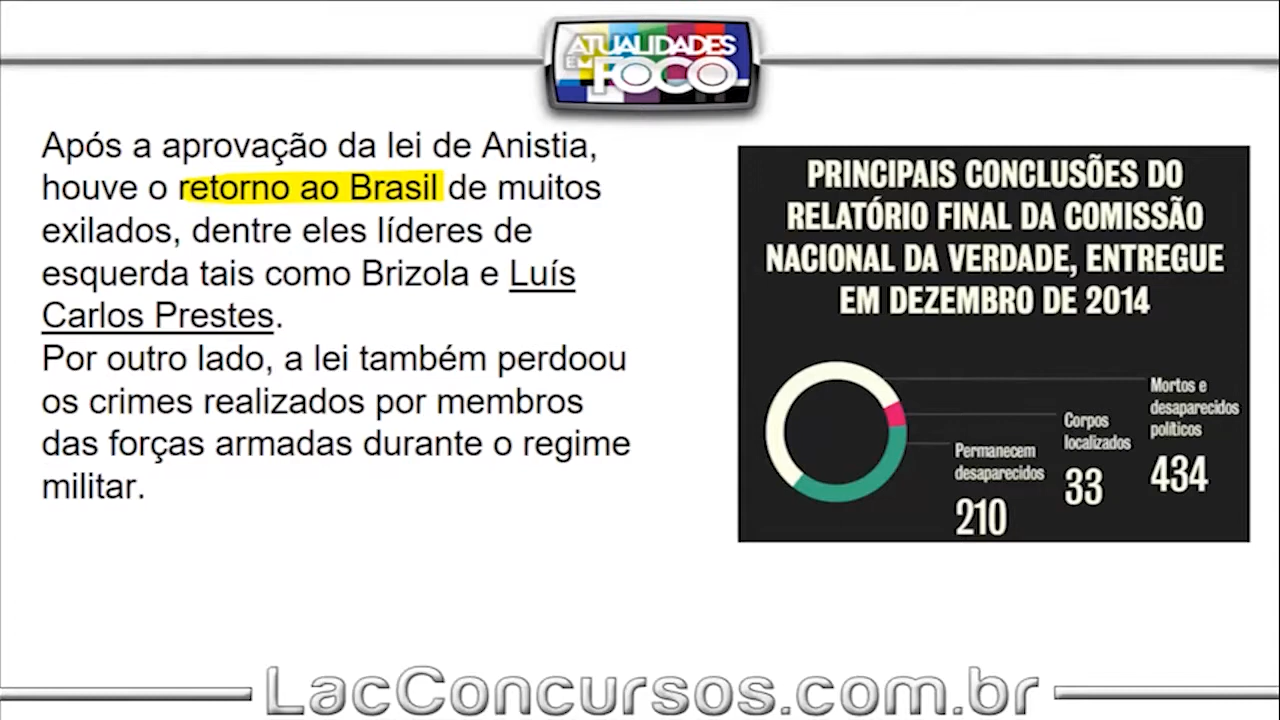 ATUALIDADES
EM FOCO
Após a aprovação da lei de Anistia,
houve o retorno ao Brasil de muitos
exilados, dentre eles líderes de
esquerda tais como Brizola e Luís
Carlos Prestes.
Por outro lado, a lei também perdoou
os crimes realizados por membros
das forças armadas durante o regime
militar.
PRINCIPAIS CONCLUSÕES DO
RELATÓRIO FINAL DA COMISSÃO
NACIONAL DA VERDADE, ENTREGUE
EM DEZEMBRO DE 2014
Permanecem
desaparecidos
210
Corpos
localizados
33
Mortos e
desaparecidos
políticos
434
LacConcursos.com.br